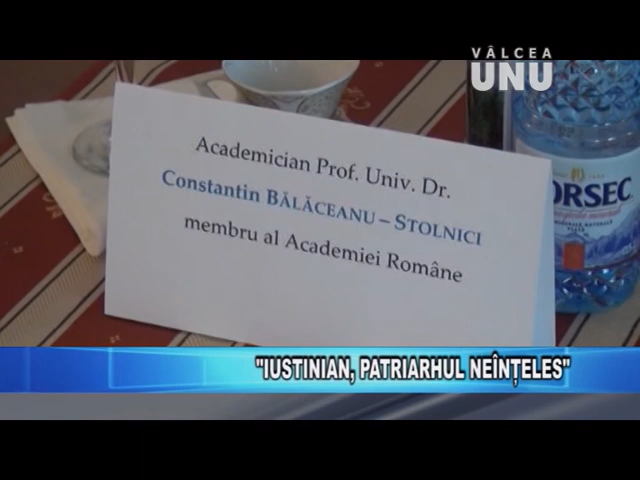 VÂLCEA
UNU
Academician Prof. Univ. Dr.
Constantin BĂLĂCEANU – STOLNICI
membru al Academiei Române
ORSEC
"IUSTINIAN, PATRIARHUL NEÎNȚELES"